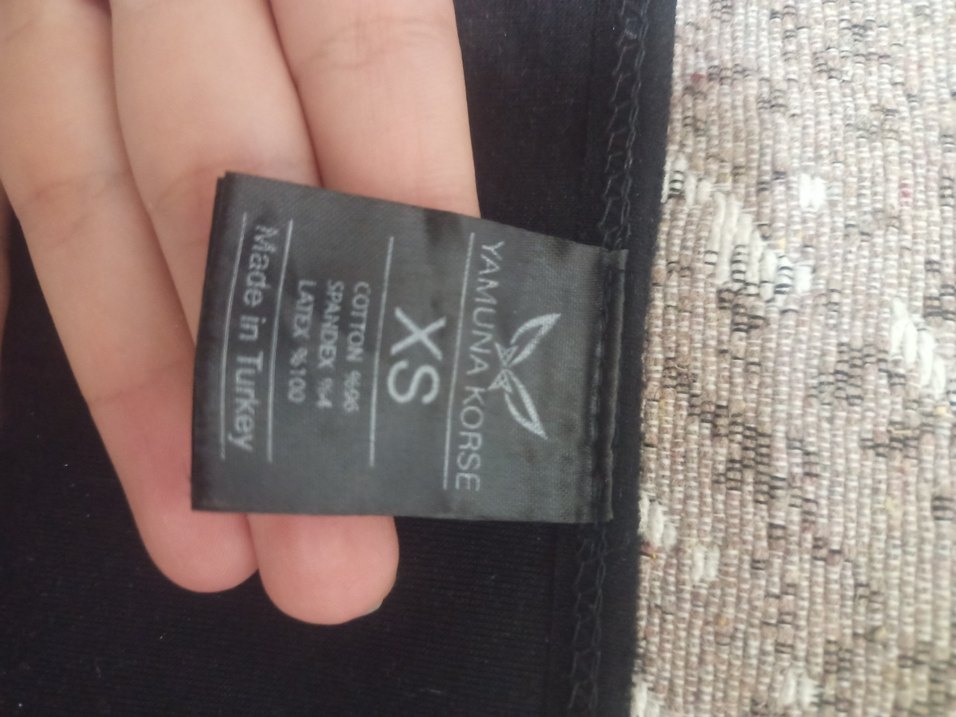 YAMUNA KORSE
XS
COTTON %96
SPANDEX %4
LATEX %100
Made in Turkey